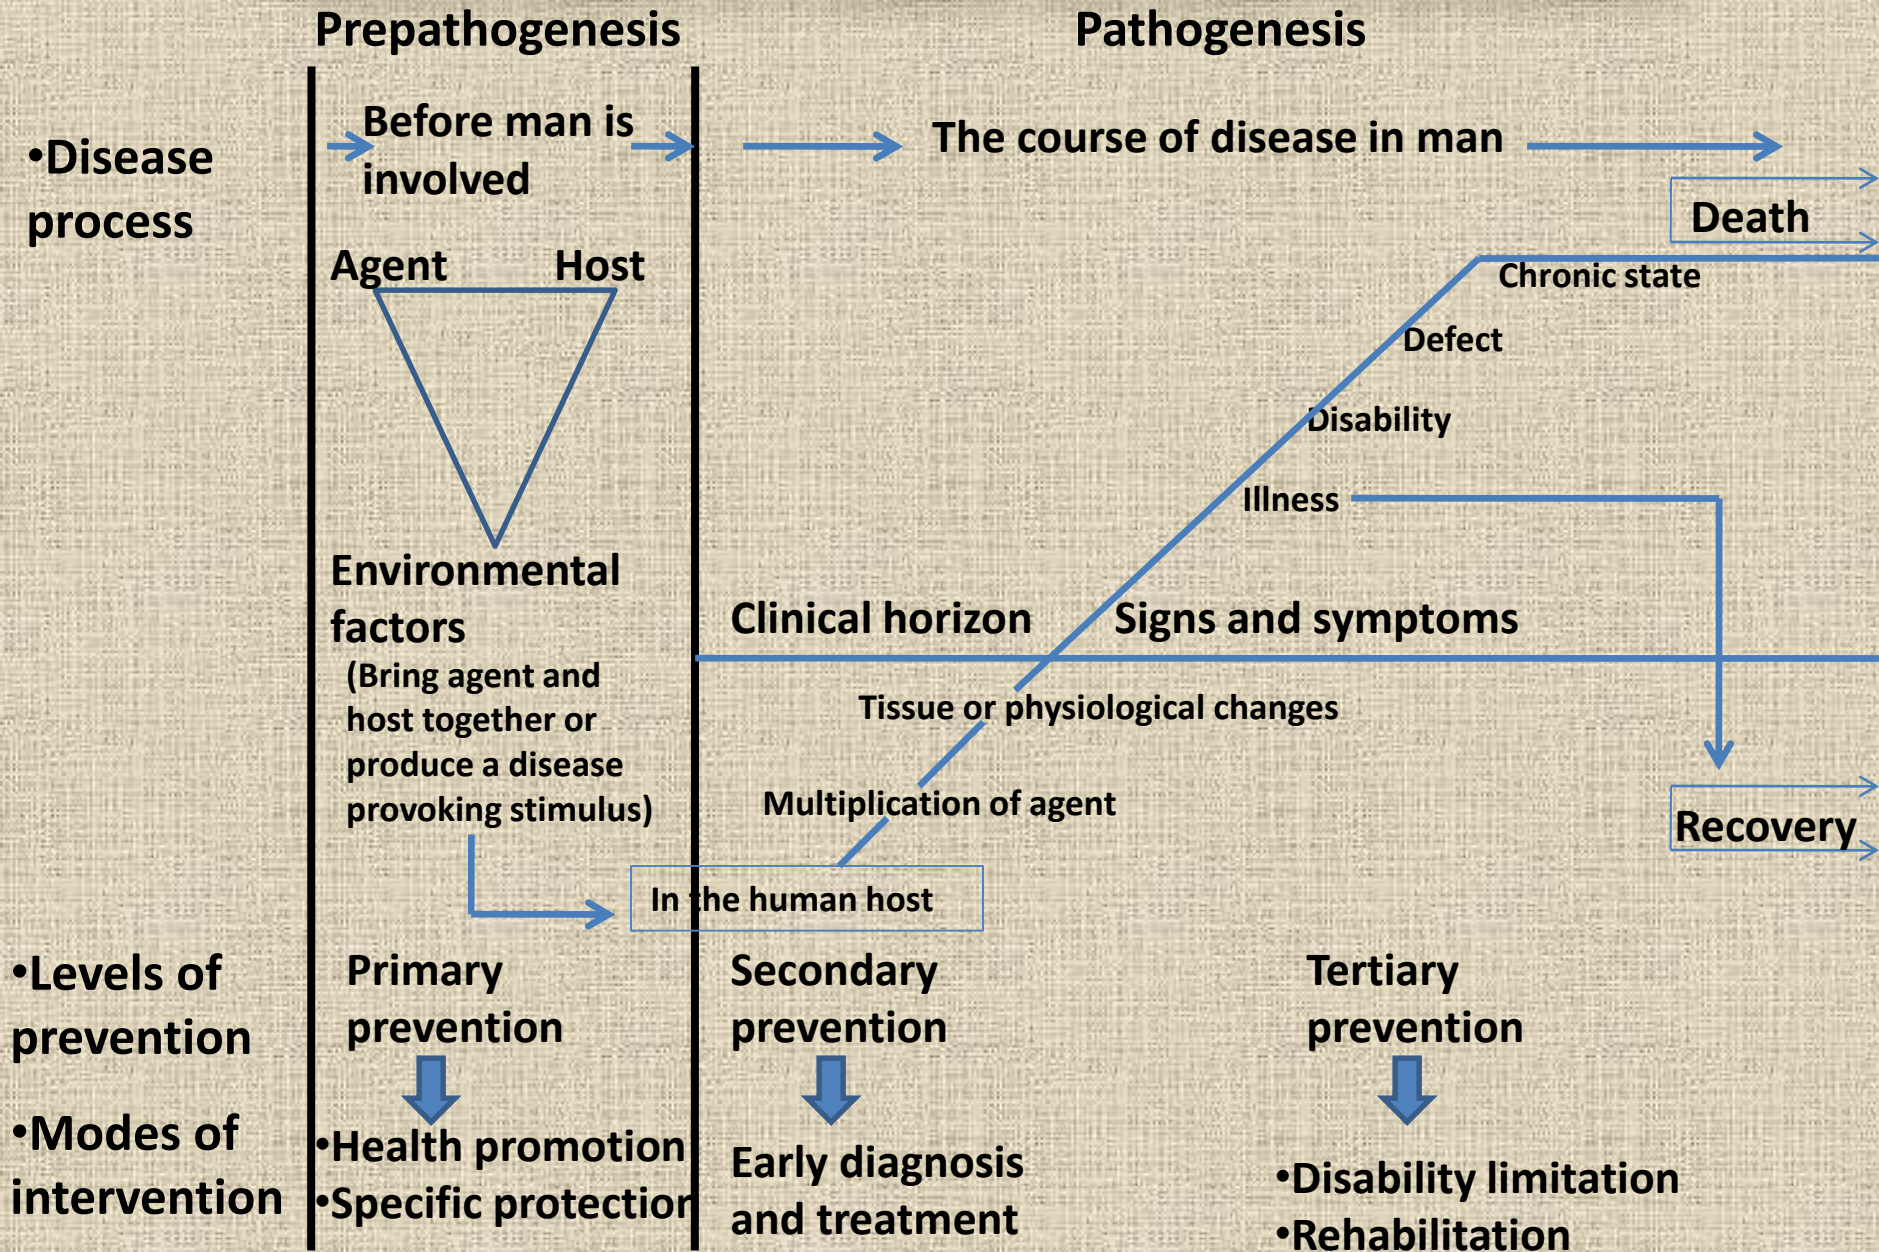 Prepathogenesis
Pathogenesis
•Disease
process
Before man is
involved
The course of disease in man
Death
Agent
Host
Chronic state
Defect
Disability
Illness
Environmental
factors
(Bring agent and
host together or
produce a disease
provoking stimulus)
Clinical horizon
Signs and symptoms
Tissue or physiological changes
Multiplication of agent
Recovery
In the human host
•Levels of
prevention
Primary
prevention
Secondary
prevention
Tertiary
prevention
•Modes of
intervention
•Health promotion
•Specific protection
Early diagnosis
and treatment
•Disability limitation
•Rehabilitation